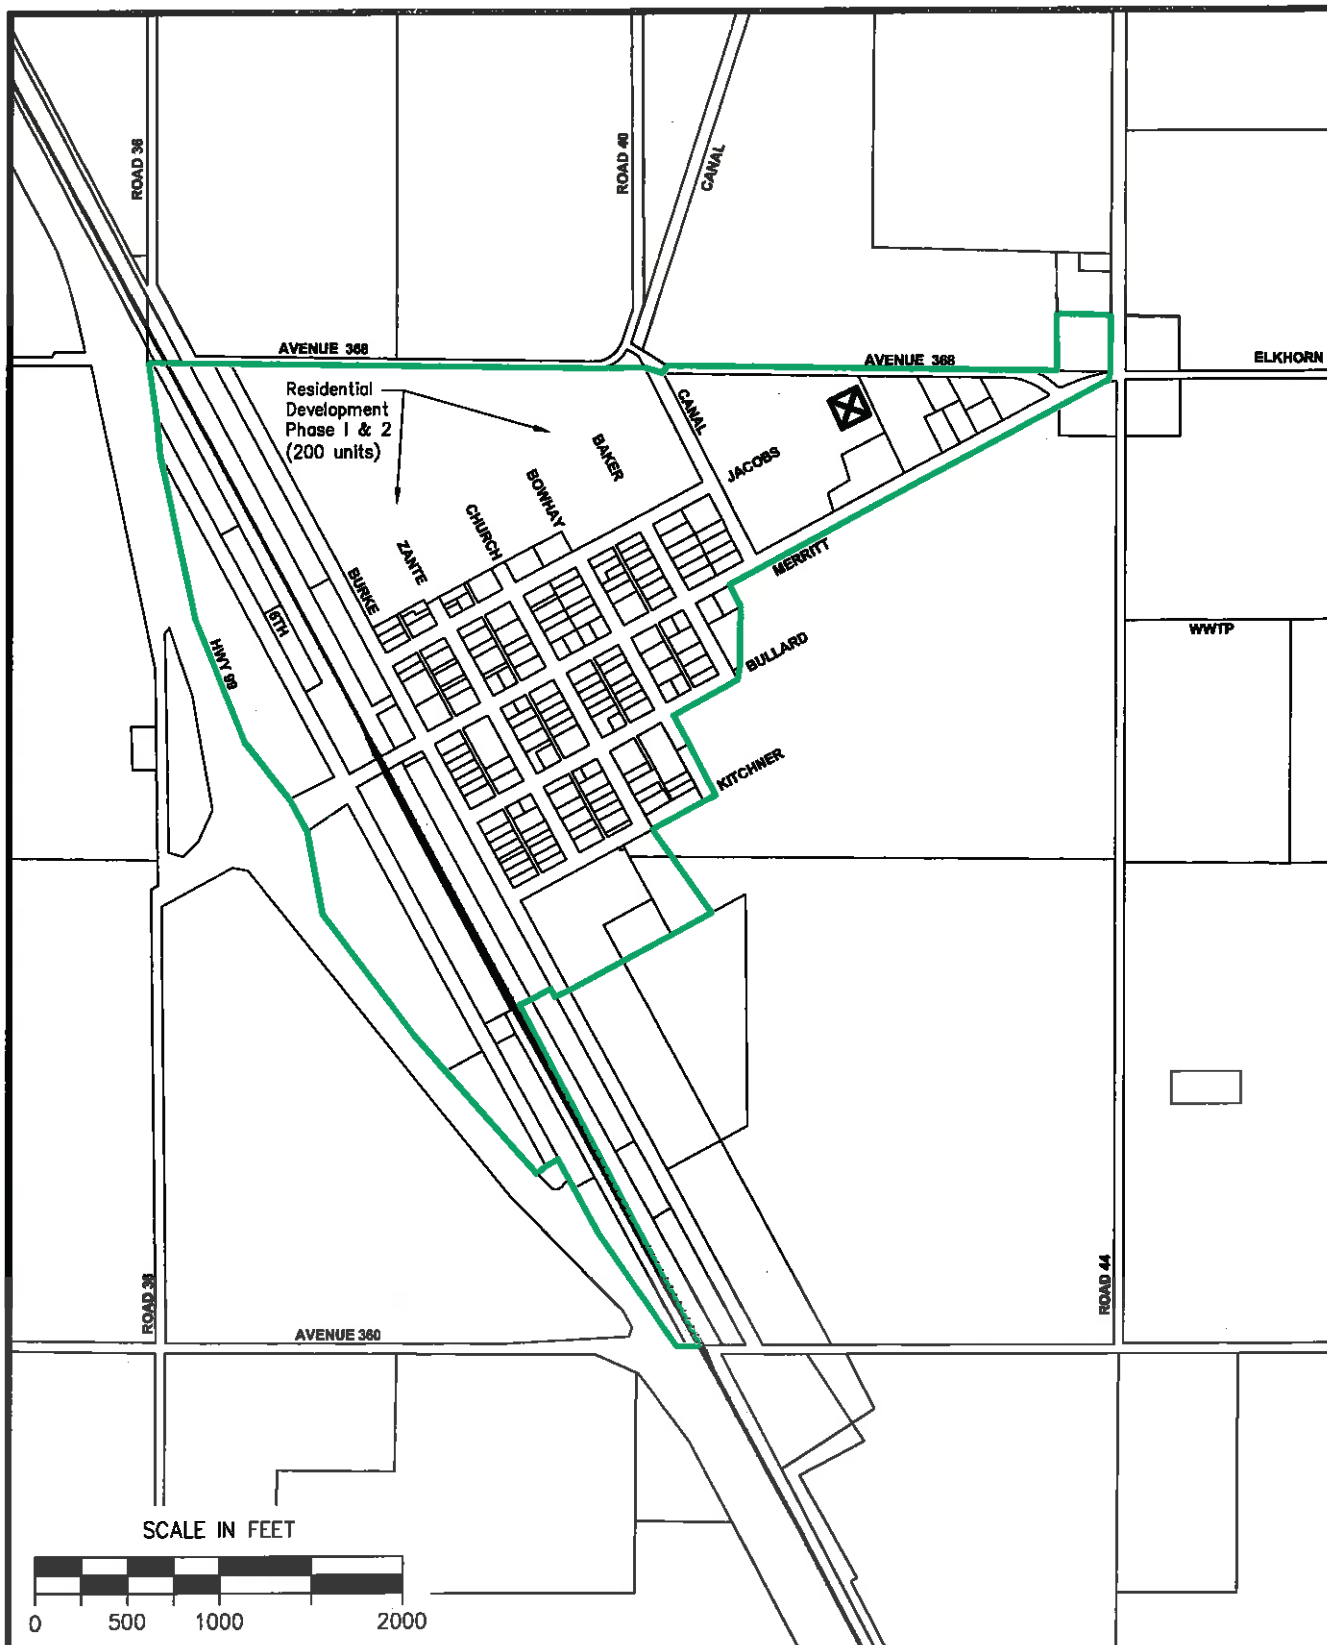 ROAD 36
ROAD 40
CANAL
AVENUE 368
AVENUE 368
ELKHORN
Residential
Development
Phase I & 2
(200 units)
CANAL
BAKER
JACOBS
BOWHAY
CHURCH
ZANTE
BURKE
MERRITT
6TH
HWY 99
BULLARD
WWTP
KITCHNER
ROAD 36
ROAD 44
AVENUE 360
SCALE IN FEET
0 500 1000 2000